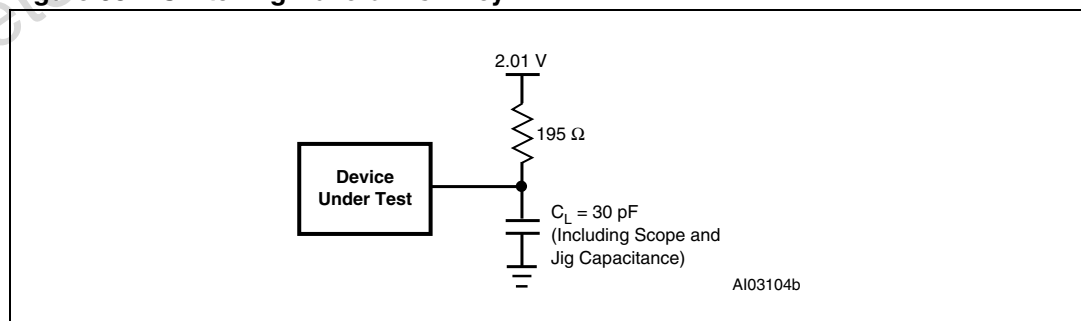 2.01 V
195 Ω
Device
Under Test
C_L = 30 pF
(Including Scope and
Jig Capacitance)
AI03104b